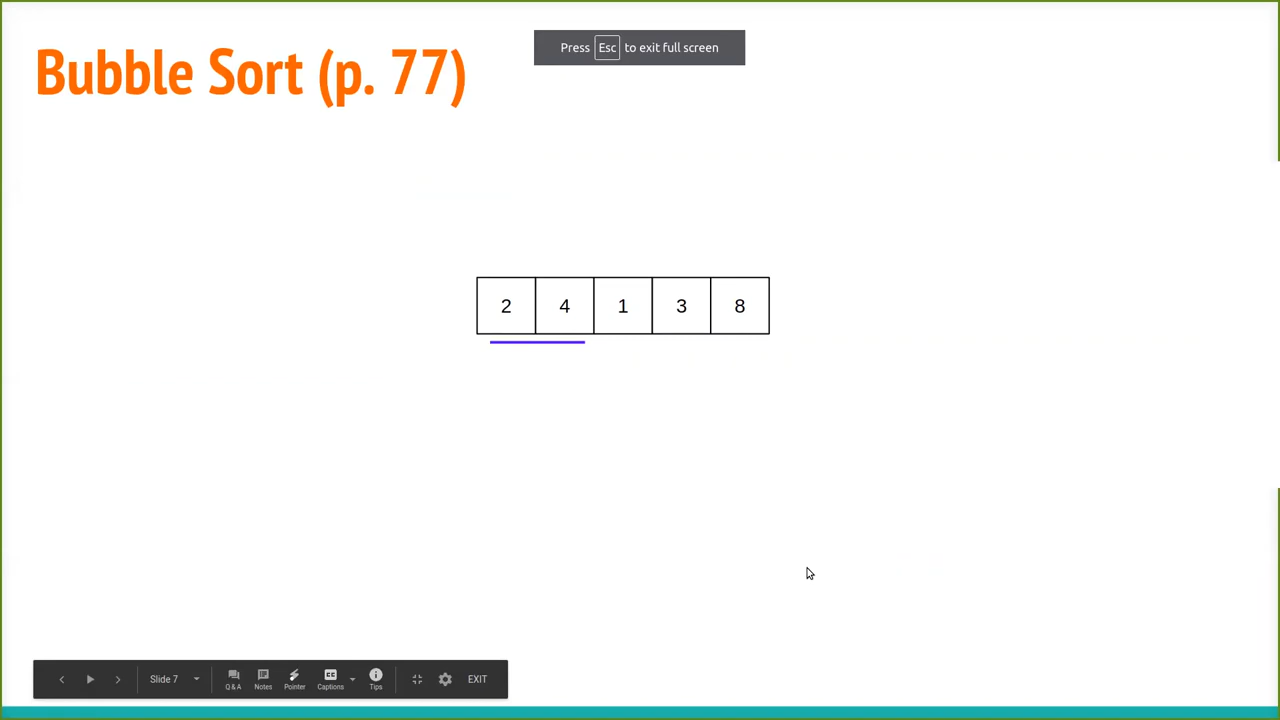 Bubble Sort (p. 77)
Press Esc to exit full screen
2 4 1 3 8
Slide 7 Q & A Notes Pointer CC Captions Tips EXIT